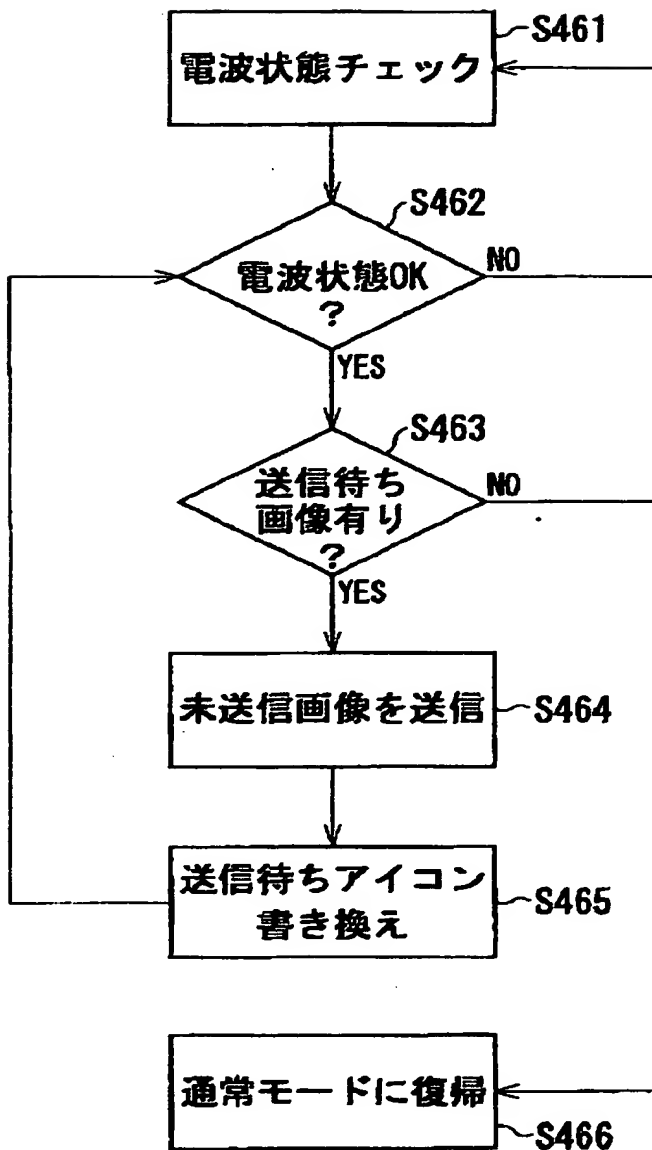 S461
電波状態チェック
S462
電波状態OK
?
NO
YES
S463
送信待ち
画像有り
?
NO
YES
未送信画像を送信
S464
送信待ちアイコン
書き換え
S465
通常モードに復帰
S466